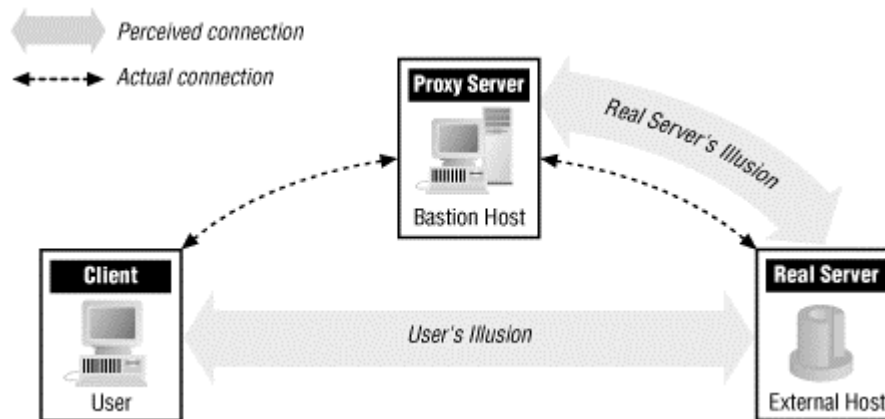 Perceived connection
Actual connection
Proxy Server
Bastion Host
Real Server's Illusion
Client
User
User's Illusion
Real Server
External Host